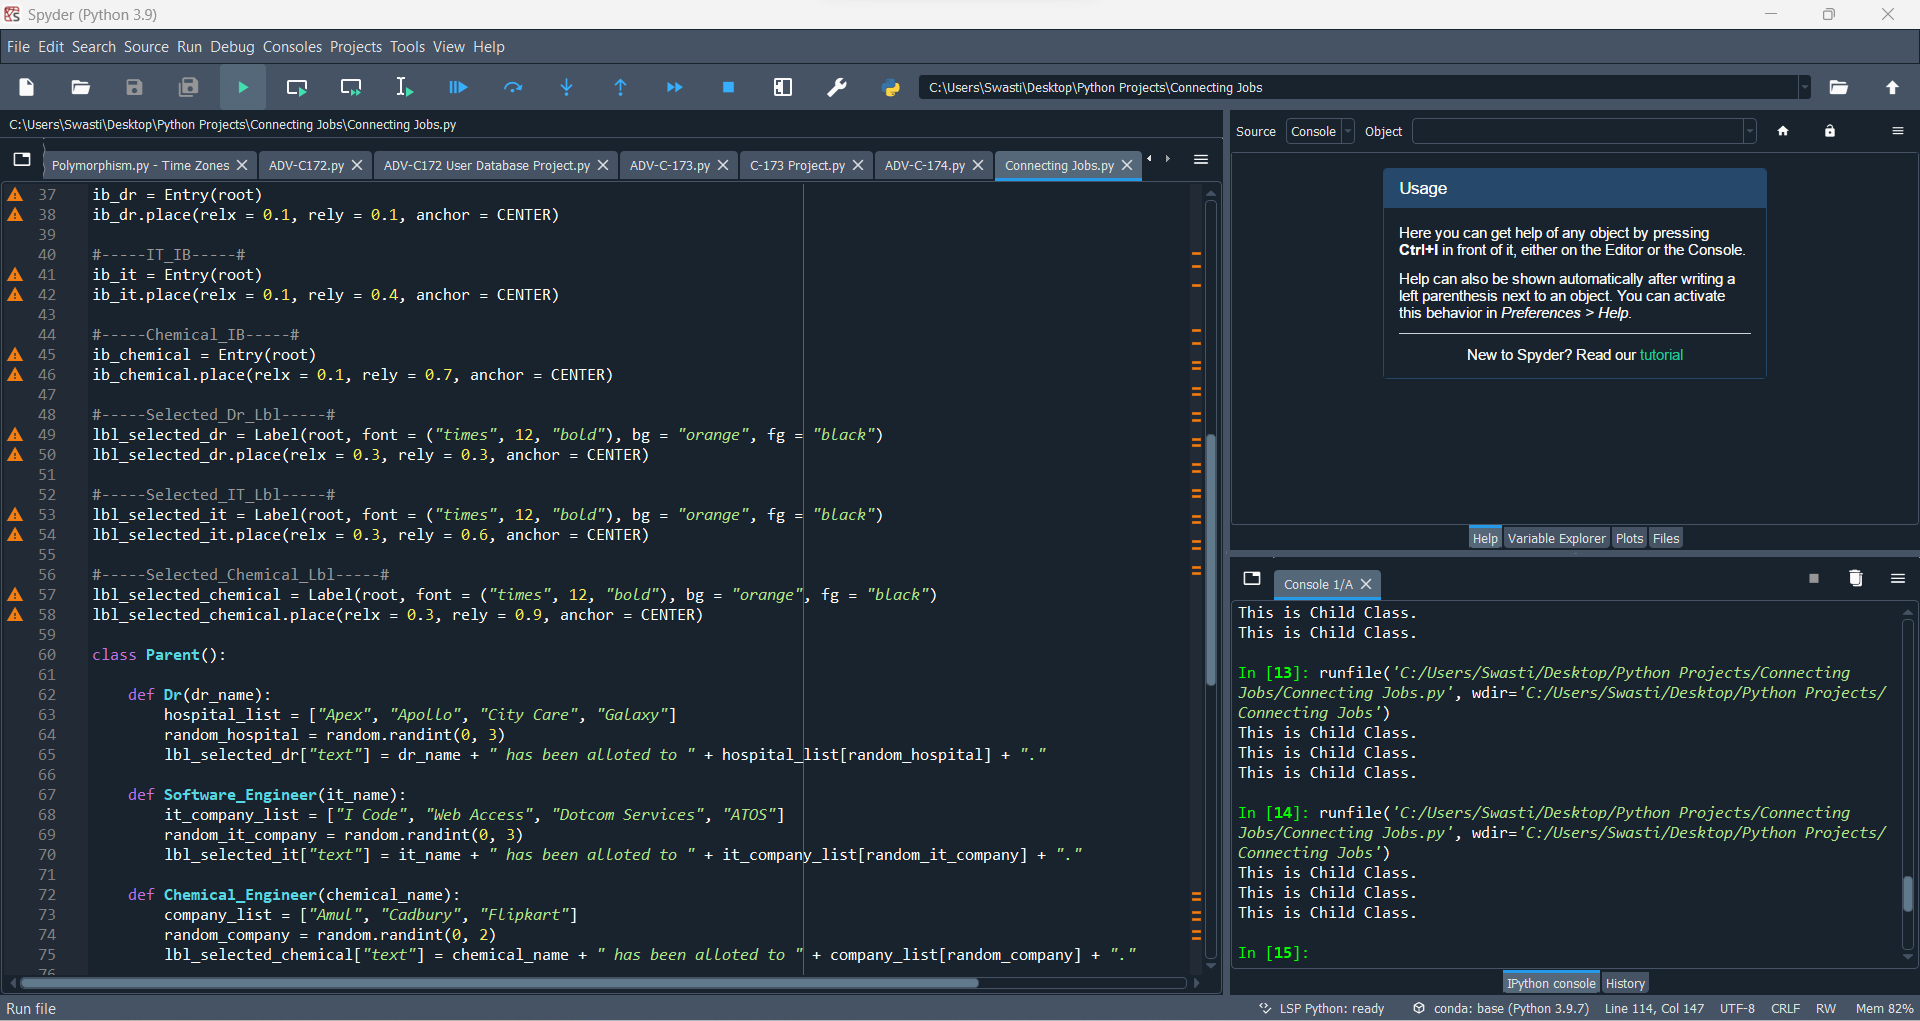 Spyder (Python 3.9)
File Edit Search Source Run Debug Consoles Projects Tools View Help
C:\Users\Swasti\Desktop\Python Projects\Connecting Jobs
C:\Users\Swasti\Desktop\Python Projects\Connecting Jobs\Connecting Jobs.py
Polymorphism.py - Time Zones ADV-C172.py ADV-C172 User Database Project.py ADV-C-173.py C-173 Project.py ADV-C-174.py Connecting Jobs.py
37 ib_dr = Entry(root)
38 ib_dr.place(relx = 0.1, rely = 0.1, anchor = CENTER)
39
40 #-----IT_IB-----#
41 ib_it = Entry(root)
42 ib_it.place(relx = 0.1, rely = 0.4, anchor = CENTER)
43
44 #-----Chemical_IB-----#
45 ib_chemical = Entry(root)
46 ib_chemical.place(relx = 0.1, rely = 0.7, anchor = CENTER)
47
48 #-----Selected_Dr_Lbl-----#
49 lbl_selected_dr = Label(root, font = ("times", 12, "bold"), bg = "orange", fg = "black")
50 lbl_selected_dr.place(relx = 0.3, rely = 0.3, anchor = CENTER)
51
52 #-----Selected_IT_Lbl-----#
53 lbl_selected_it = Label(root, font = ("times", 12, "bold"), bg = "orange", fg = "black")
54 lbl_selected_it.place(relx = 0.3, rely = 0.6, anchor = CENTER)
55
56 #-----Selected_Chemical_Lbl-----#
57 lbl_selected_chemical = Label(root, font = ("times", 12, "bold"), bg = "orange", fg = "black")
58 lbl_selected_chemical.place(relx = 0.3, rely = 0.9, anchor = CENTER)
59
60 class Parent():
61
62 def Dr(dr_name):
63 hospital_list = ["Apex", "Apollo", "City Care", "Galaxy"]
64 random_hospital = random.randint(0, 3)
65 lbl_selected_dr["text"] = dr_name + " has been alloted to " + hospital_list[random_hospital] + "."
66
67 def Software_Engineer(it_name):
68 it_company_list = ["I Code", "Web Access", "Dotcom Services", "ATOS"]
69 random_it_company = random.randint(0, 3)
70 lbl_selected_it["text"] = it_name + " has been alloted to " + it_company_list[random_it_company] + "."
71
72 def Chemical_Engineer(chemical_name):
73 company_list = ["Amul", "Cadbury", "Flipkart"]
74 random_company = random.randint(0, 2)
75 lbl_selected_chemical["text"] = chemical_name + " has been alloted to " + company_list[random_company] + "."
76
Source Console Object
Usage
Here you can get help of any object by pressing
Ctrl+I in front of it, either on the Editor or the Console.
Help can also be shown automatically after writing a
left parenthesis next to an object. You can activate
this behavior in Preferences > Help.
New to Spyder? Read our tutorial
Help Variable Explorer Plots Files
Console 1/A
This is Child Class.
This is Child Class.
In [13]: runfile('C:/Users/Swasti/Desktop/Python Projects/Connecting
Jobs/Connecting Jobs.py', wdir='C:/Users/Swasti/Desktop/Python Projects/
Connecting Jobs')
This is Child Class.
This is Child Class.
This is Child Class.
In [14]: runfile('C:/Users/Swasti/Desktop/Python Projects/Connecting
Jobs/Connecting Jobs.py', wdir='C:/Users/Swasti/Desktop/Python Projects/
Connecting Jobs')
This is Child Class.
This is Child Class.
This is Child Class.
In [15]:
IPython console History
Run file LSP Python: ready conda: base (Python 3.9.7) Line 114, Col 147 UTF-8 CRLF RW Mem 82%